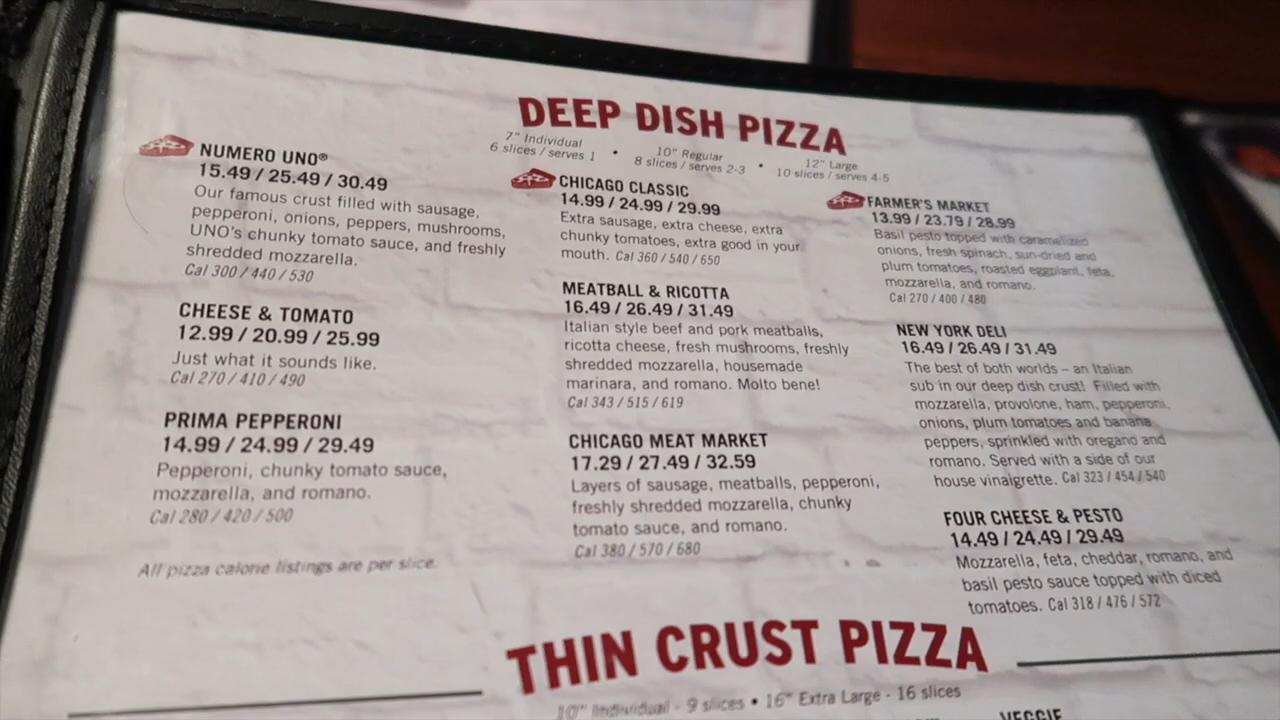 DEEP DISH PIZZA
7" Individual
6 slices / serves 1
•
10" Regular
8 slices / serves 2-3
•
12" Large
10 slices / serves 4-5
NUMERO UNO®
15.49 / 25.49 / 30.49
Our famous crust filled with sausage,
pepperoni, onions, peppers, mushrooms,
UNO's chunky tomato sauce, and freshly
shredded mozzarella.
Cal 300 / 440 / 530
CHEESE & TOMATO
12.99 / 20.99 / 25.99
Just what it sounds like.
Cal 270 / 410 / 490
PRIMA PEPPERONI
14.99 / 24.99 / 29.49
Pepperoni, chunky tomato sauce,
mozzarella, and romano.
Cal 280 / 420 / 500
All pizza calorie listings are per slice.
CHICAGO CLASSIC
14.99 / 24.99 / 29.99
Extra sausage, extra cheese, extra
chunky tomatoes, extra good in your
mouth. Cal 360 / 540 / 650
MEATBALL & RICOTTA
16.49 / 26.49 / 31.49
Italian style beef and pork meatballs,
ricotta cheese, fresh mushrooms, freshly
shredded mozzarella, housemade
marinara, and romano. Molto bene!
Cal 343 / 515 / 619
CHICAGO MEAT MARKET
17.29 / 27.49 / 32.59
Layers of sausage, meatballs, pepperoni,
freshly shredded mozzarella, chunky
tomato sauce, and romano.
Cal 380 / 570 / 680
FARMER'S MARKET
13.99 / 23.79 / 28.99
Basil pesto topped with caramelized
onions, fresh spinach, sun-dried and
plum tomatoes, roasted eggplant, feta,
mozzarella, and romano.
Cal 270 / 400 / 480
NEW YORK DELI
16.49 / 26.49 / 31.49
The best of both worlds – an Italian
sub in our deep dish crust! Filled with
mozzarella, provolone, ham, pepperoni,
onions, plum tomatoes and banana
peppers, sprinkled with oregano and
romano. Served with a side of our
house vinaigrette. Cal 323 / 454 / 540
FOUR CHEESE & PESTO
14.49 / 24.49 / 29.49
Mozzarella, feta, cheddar, romano, and
basil pesto sauce topped with diced
tomatoes. Cal 318 / 476 / 572
THIN CRUST PIZZA
10" Individual - 9 slices • 16" Extra Large - 16 slices
VEGGIE